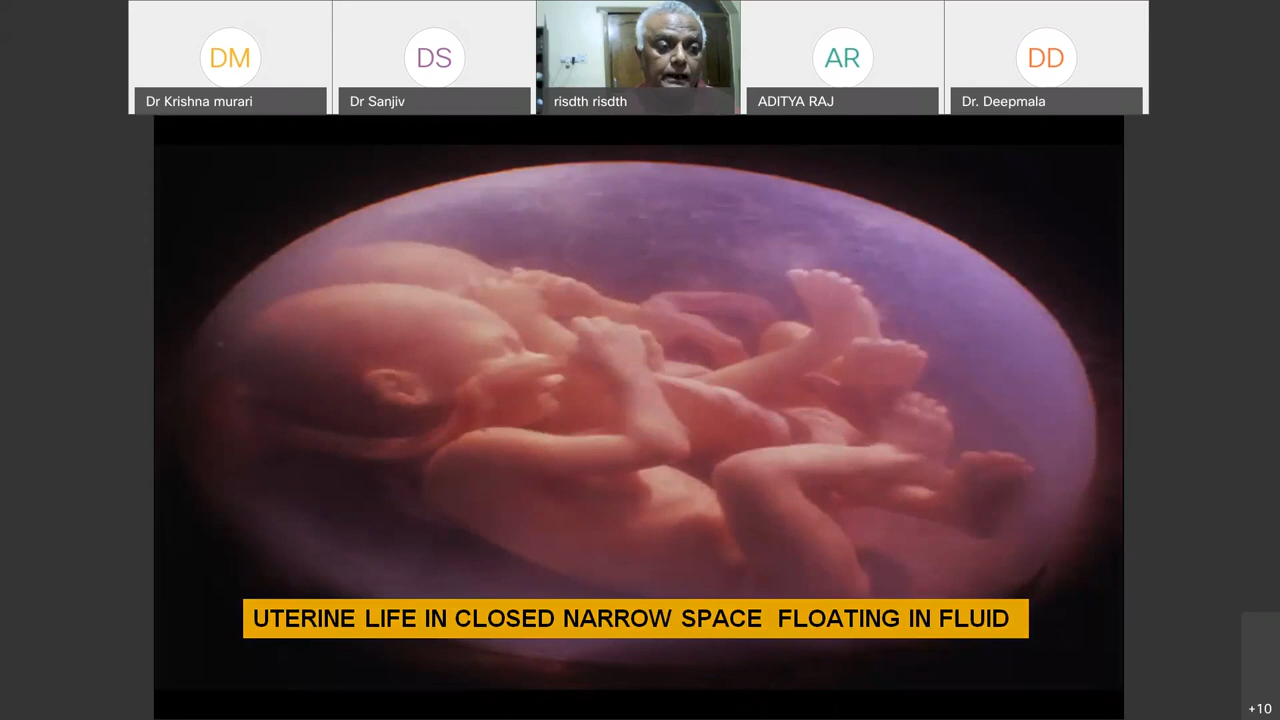 DM
DS
AR
DD
Dr Krishna murari
Dr Sanjiv
risdth risdth
ADITYA RAJ
Dr. Deepmala
UTERINE LIFE IN CLOSED NARROW SPACE FLOATING IN FLUID
+10